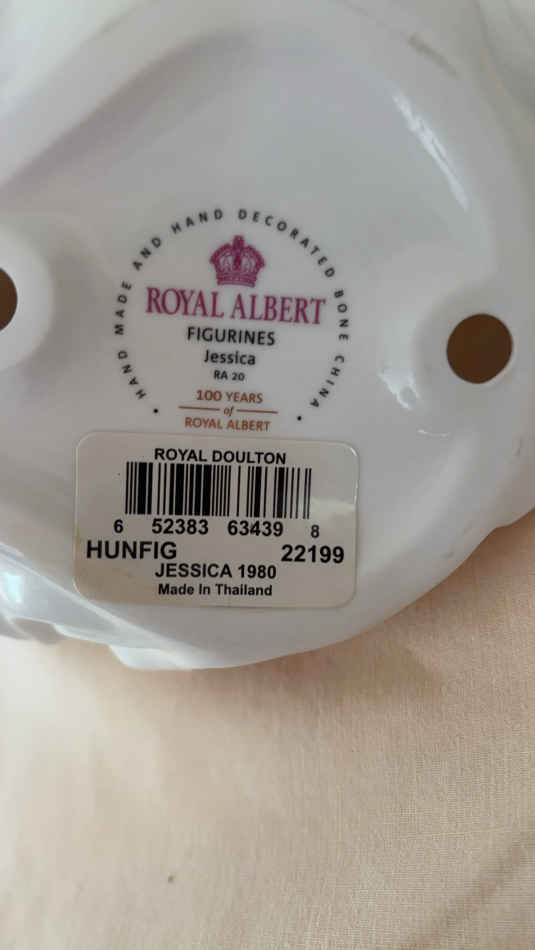 HAND MADE AND HAND DECORATED BONE CHINA
ROYAL ALBERT
FIGURINES
Jessica
RA 20
100 YEARS
of
ROYAL ALBERT
ROYAL DOULTON
6 52383 63439 8
HUNFIG 22199
JESSICA 1980
Made In Thailand